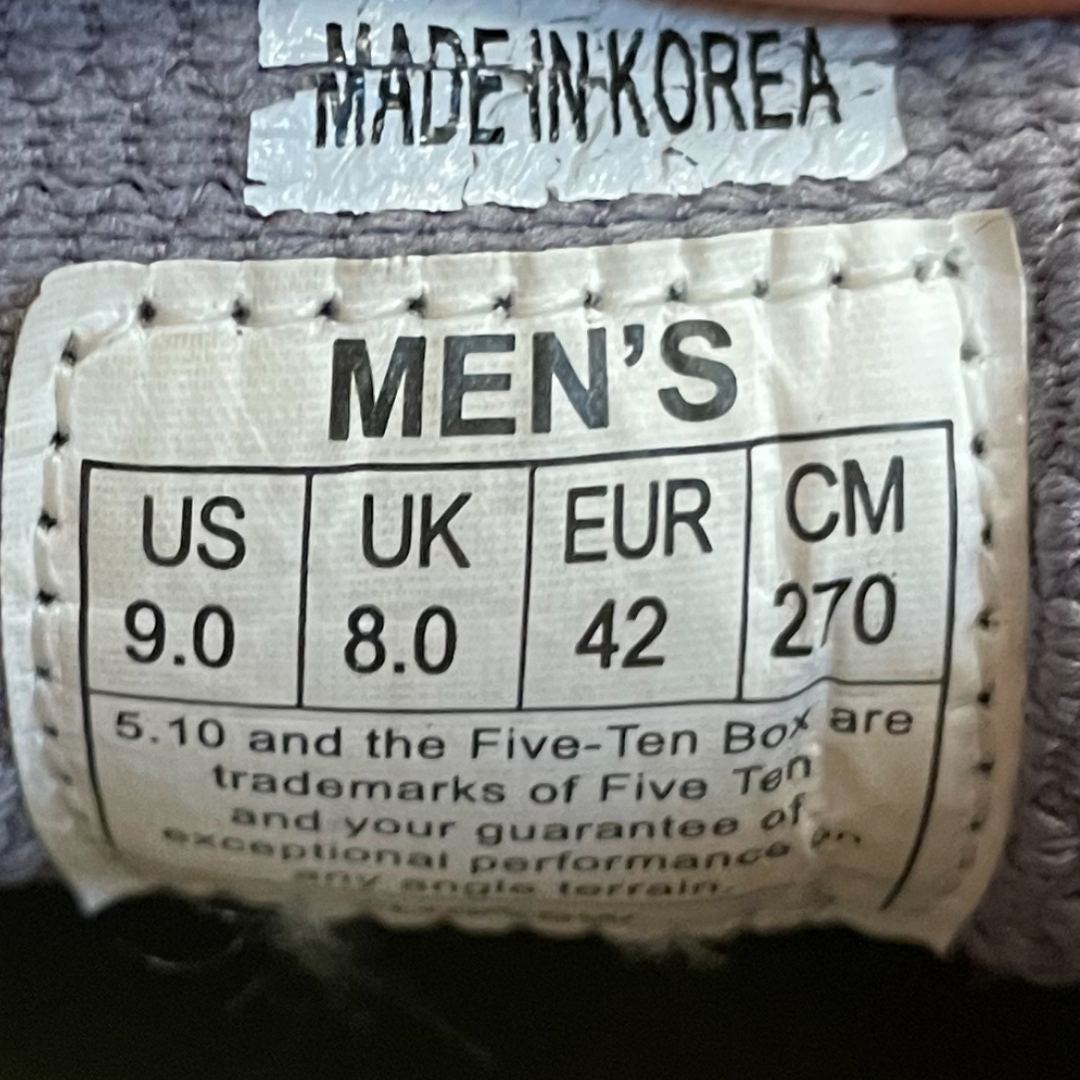 MADE IN KOREA
MEN'S
US UK EUR CM
9.0 8.0 42 270
5.10 and the Five-Ten Box are
trademarks of Five Ten
and your guarantee of
exceptional performance on
any angle terrain.